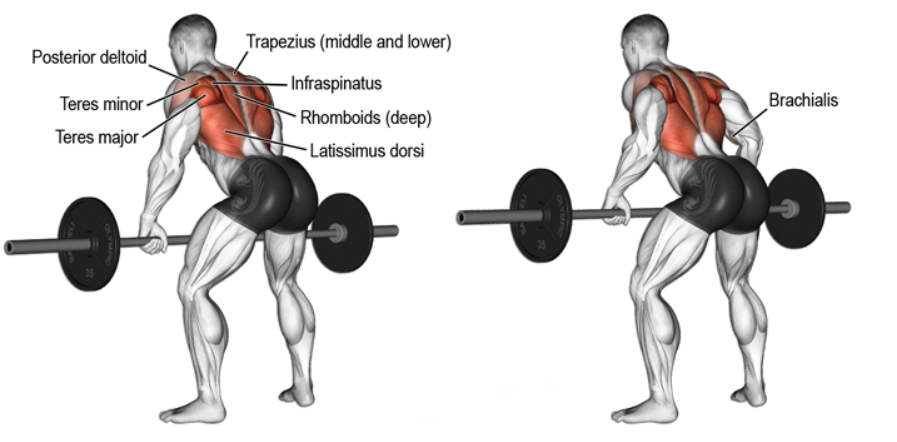 Trapezius (middle and lower)
Posterior deltoid
Infraspinatus
Teres minor
Rhomboids (deep)
Teres major
Latissimus dorsi
Brachialis
35
35